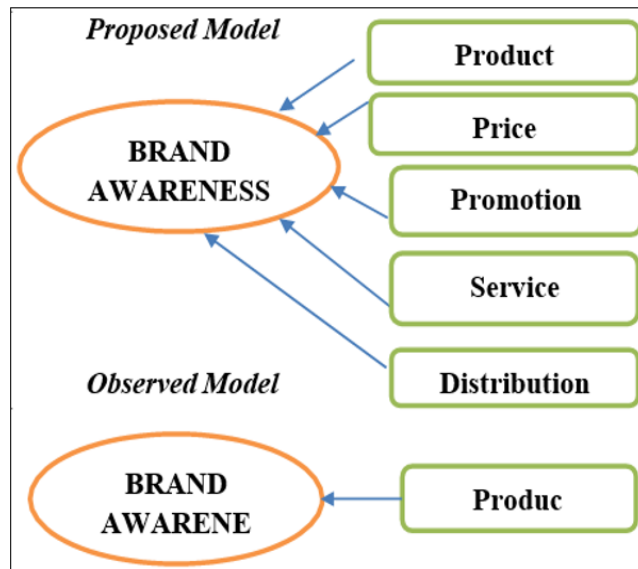 Proposed Model
Product
Price
BRAND
AWARENESS
Promotion
Service
Distribution
Observed Model
BRAND
AWARENE
Produc